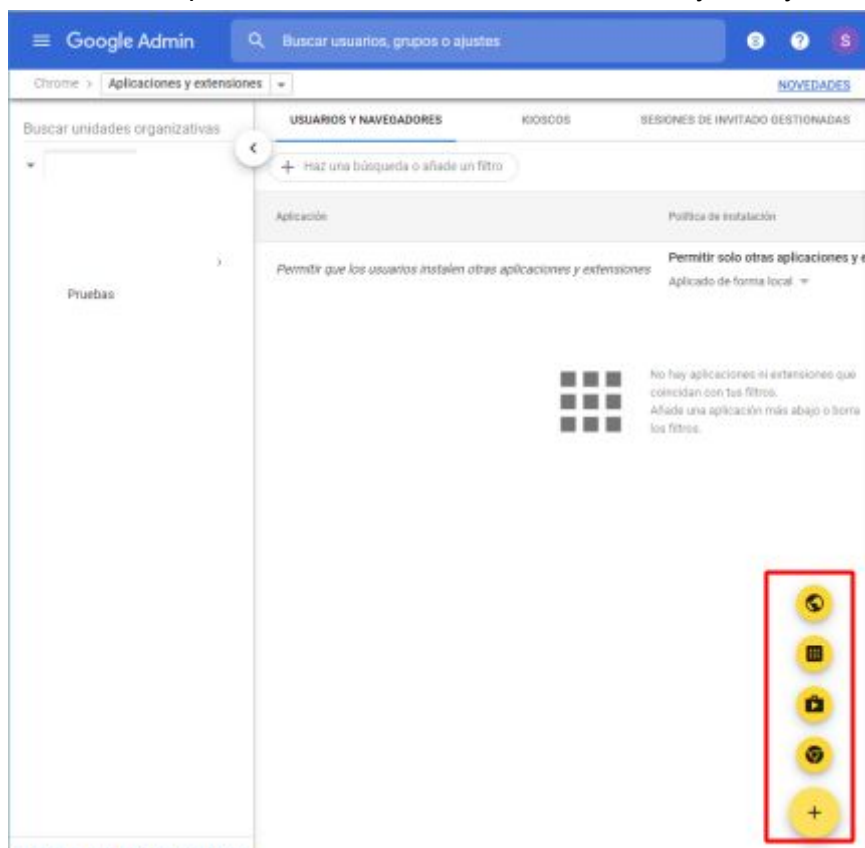 Google Admin
Buscar usuarios, grupos o ajustes
S
Chrome > Aplicaciones y extensiones
NOVEDADES
Buscar unidades organizativas
Pruebas
USUARIOS Y NAVEGADORES
KIOSCOS
SESIONES DE INVITADO GESTIONADAS
+ Haz una búsqueda o añade un filtro
Aplicación
Política de instalación
Permitir que los usuarios instalen otras aplicaciones y extensiones
Permitir solo otras aplicaciones y e
Aplicado de forma local
No hay aplicaciones ni extensiones que
coincidan con tus filtros.
Añade una aplicación más abajo o borra
los filtros.
+